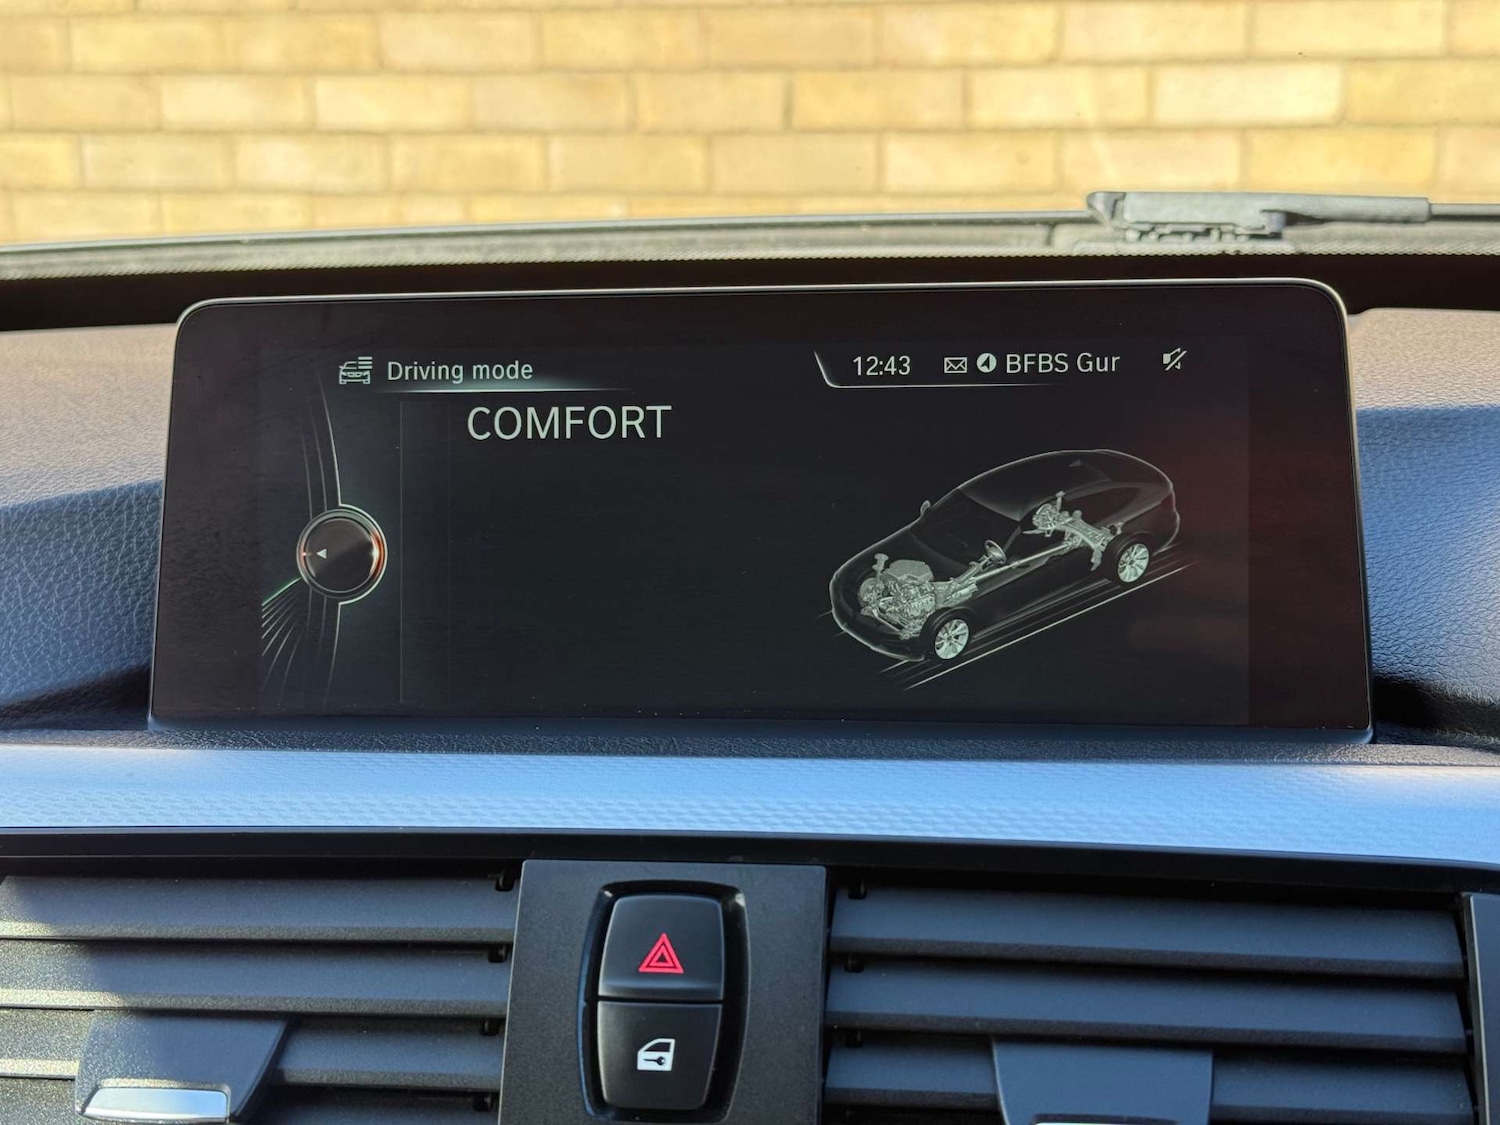 Driving mode
12:43 BFBS Gur
COMFORT